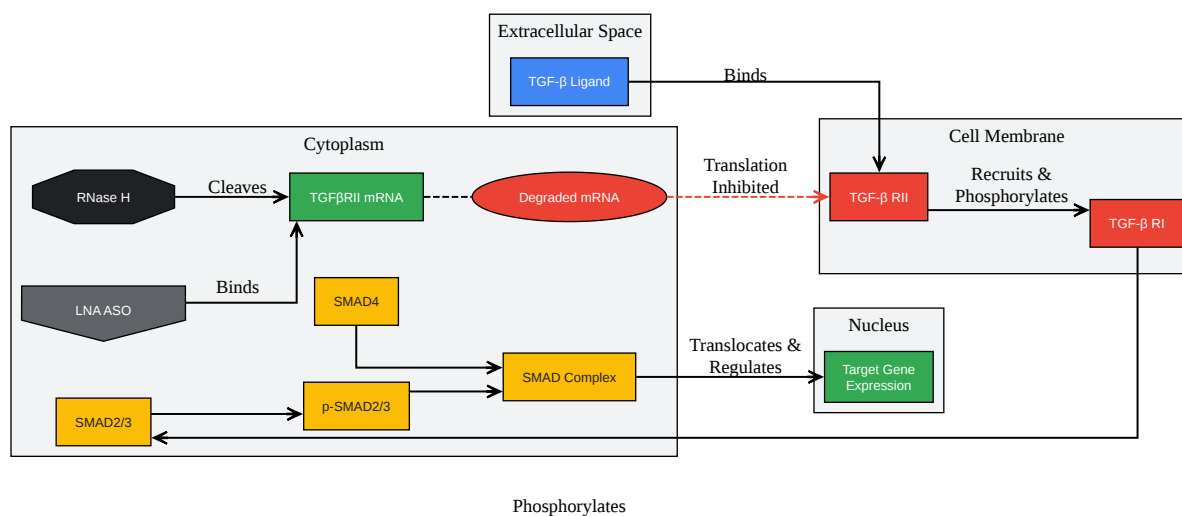 Extracellular Space
TGF-β Ligand
Binds
Cytoplasm
Cell Membrane
RNase H
Cleaves
TGFβRII mRNA
Degraded mRNA
Translation
Inhibited
TGF-β RII
Recruits &
Phosphorylates
TGF-β RI
LNA ASO
Binds
SMAD4
Nucleus
Translocates &
Regulates
Target Gene
Expression
SMAD Complex
p-SMAD2/3
SMAD2/3
Phosphorylates